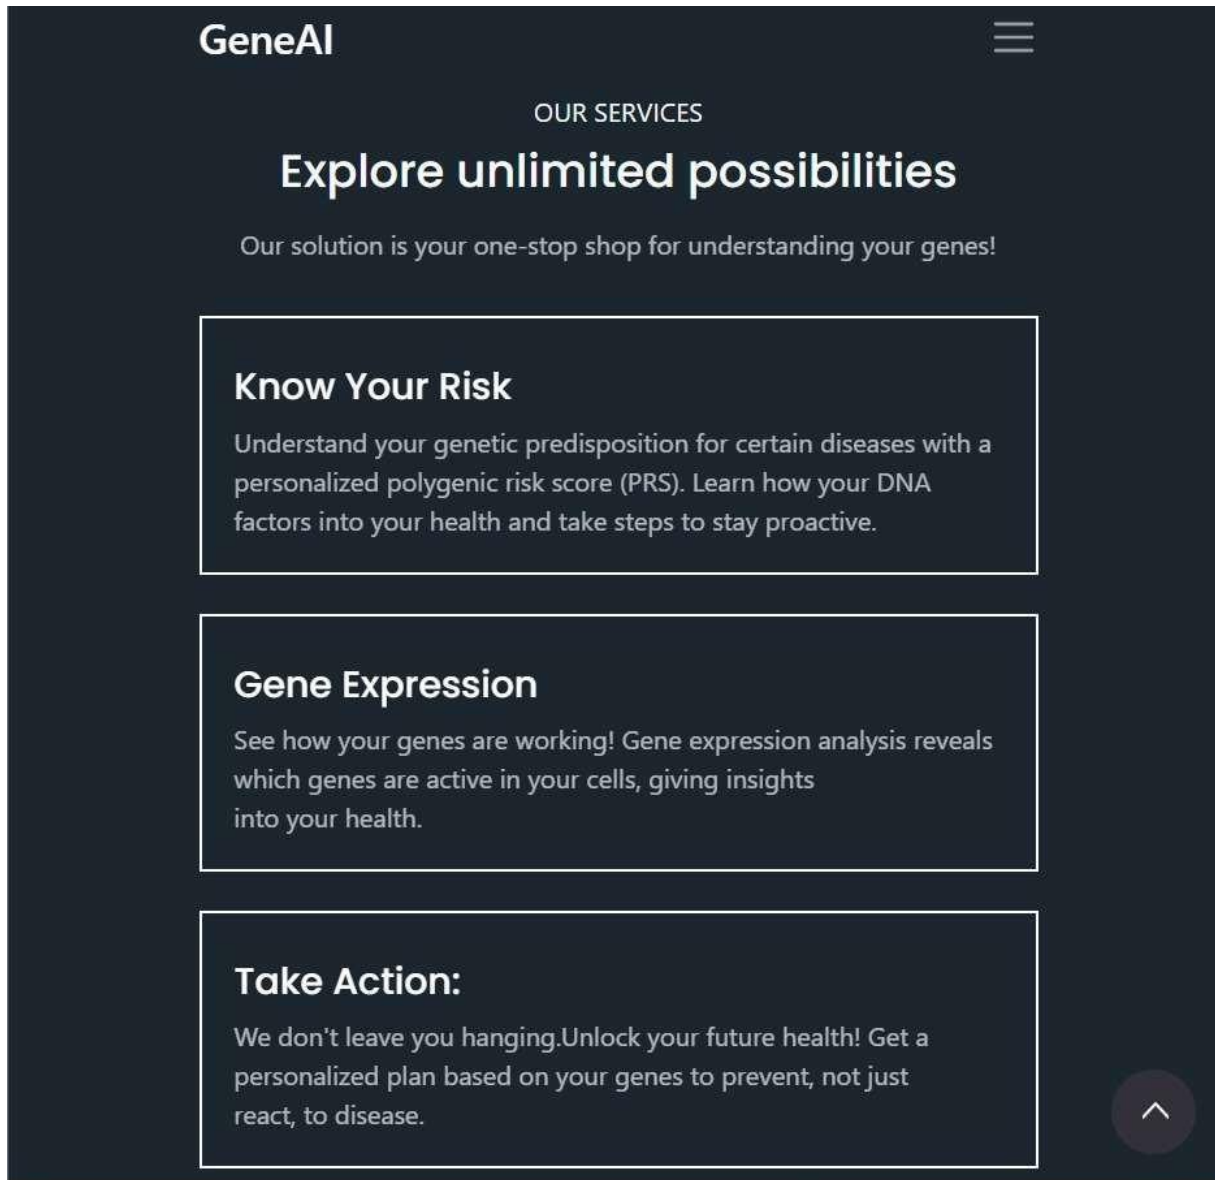 GeneAI
OUR SERVICES
Explore unlimited possibilities
Our solution is your one-stop shop for understanding your genes!
Know Your Risk
Understand your genetic predisposition for certain diseases with a
personalized polygenic risk score (PRS). Learn how your DNA
factors into your health and take steps to stay proactive.
Gene Expression
See how your genes are working! Gene expression analysis reveals
which genes are active in your cells, giving insights
into your health.
Take Action:
We don't leave you hanging.Unlock your future health! Get a
personalized plan based on your genes to prevent, not just
react, to disease.